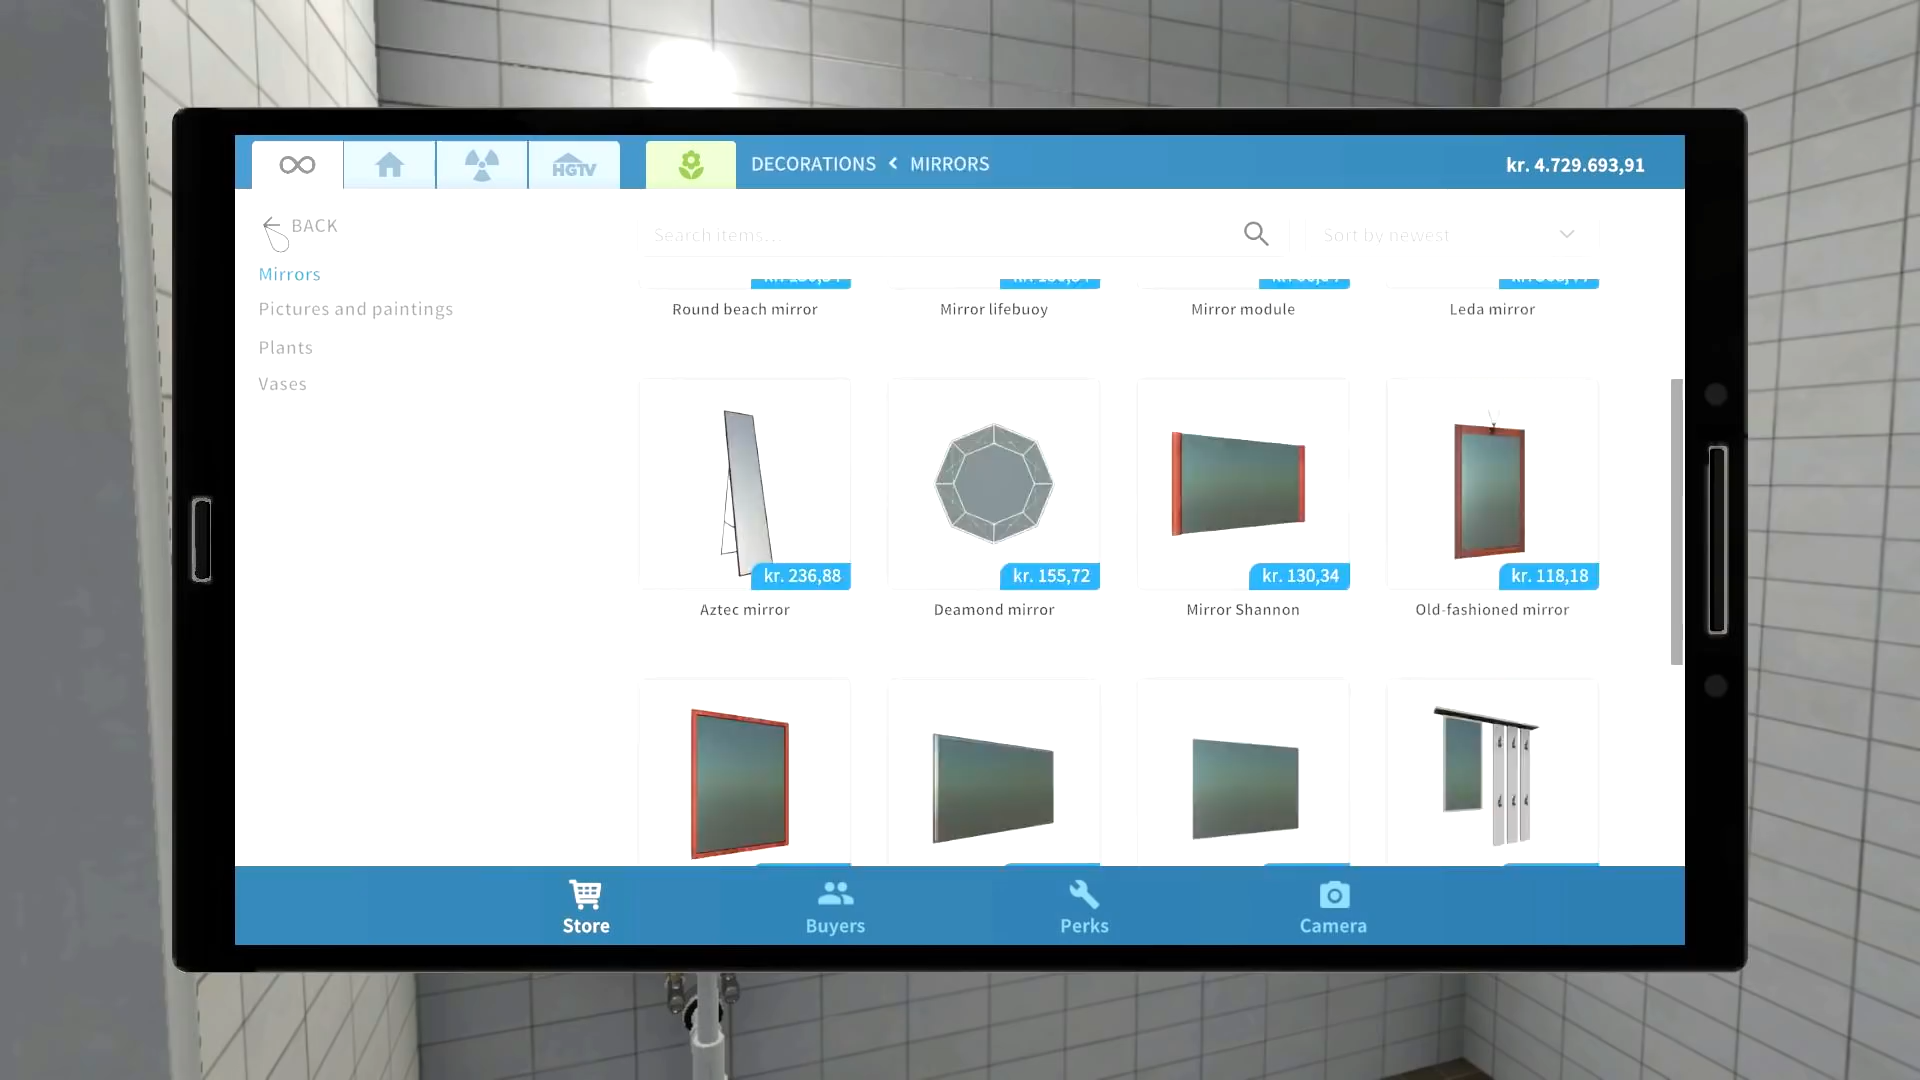 HGTV
DECORATIONS < MIRRORS
kr. 4.729.693,91
BACK
Search items...
Sort by newest
Mirrors
Pictures and paintings
Plants
Vases
Round beach mirror
Mirror lifebuoy
Mirror module
Leda mirror
kr. 236,88
kr. 155,72
kr. 130,34
kr. 118,18
Aztec mirror
Deamond mirror
Mirror Shannon
Old-fashioned mirror
Store
Buyers
Perks
Camera